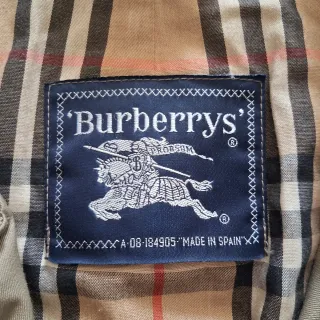 'Burberrys'®
PRORSUM
®
A-08-184905-"MADE IN SPAIN"